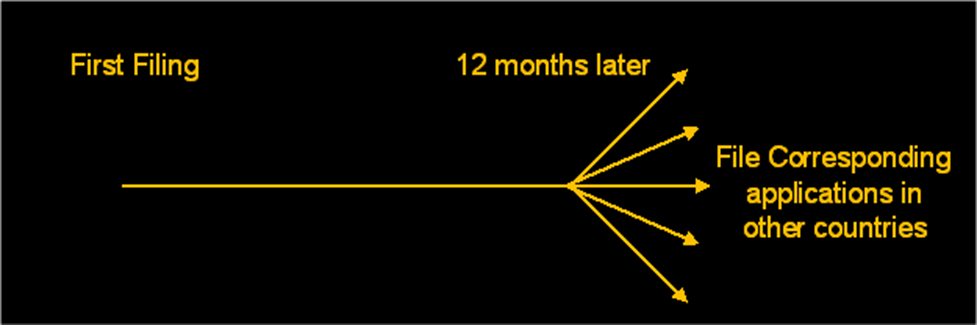 First Filing
12 months later
File Corresponding
applications in
other countries